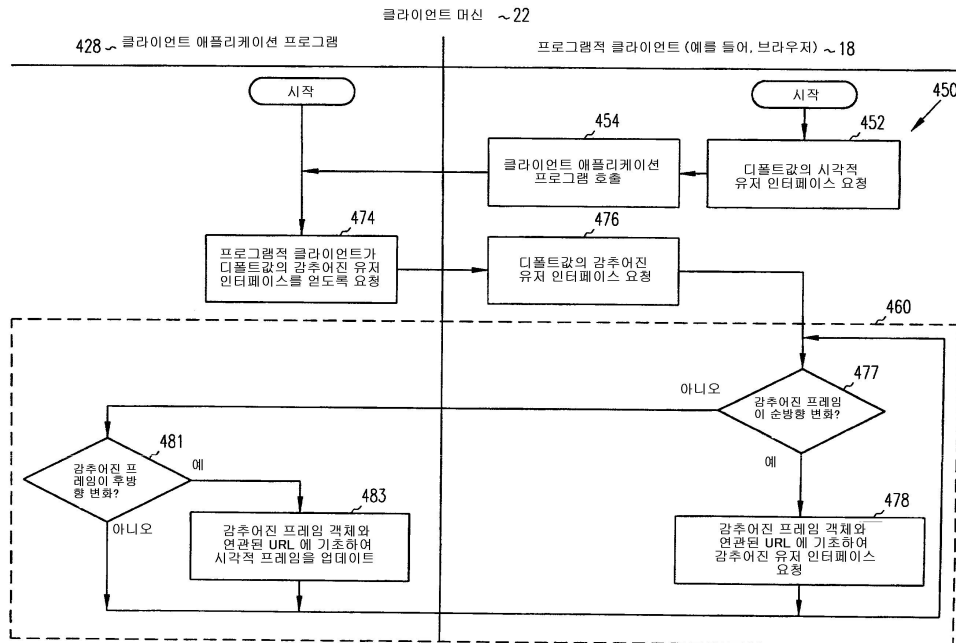 클라이언트 머신 ~22
428 클라이언트 애플리케이션 프로그램
프로그램적 클라이언트 (예를 들어, 브라우저) ~18
시작
시작
450
454
452
클라이언트 애플리케이션
프로그램 호출
디폴트값의 시각적
유저 인터페이스 요청
474
476
프로그램적 클라이언트가
디폴트값의 감추어진 유저
인터페이스를 얻도록 요청
디폴트값의 감추어진
유저 인터페이스 요청
460
477
아니오
감추어진 프레임
이 순방향 변화?
예
481
감추어진 프
레임이 후방
향 변화?
예
아니오
483
감추어진 프레임 객체와
연관된 URL 에 기초하여
시각적 프레임을 업데이트
478
감추어진 프레임 객체와
연관된 URL 에 기초하여
감추어진 유저 인터페이스
요청